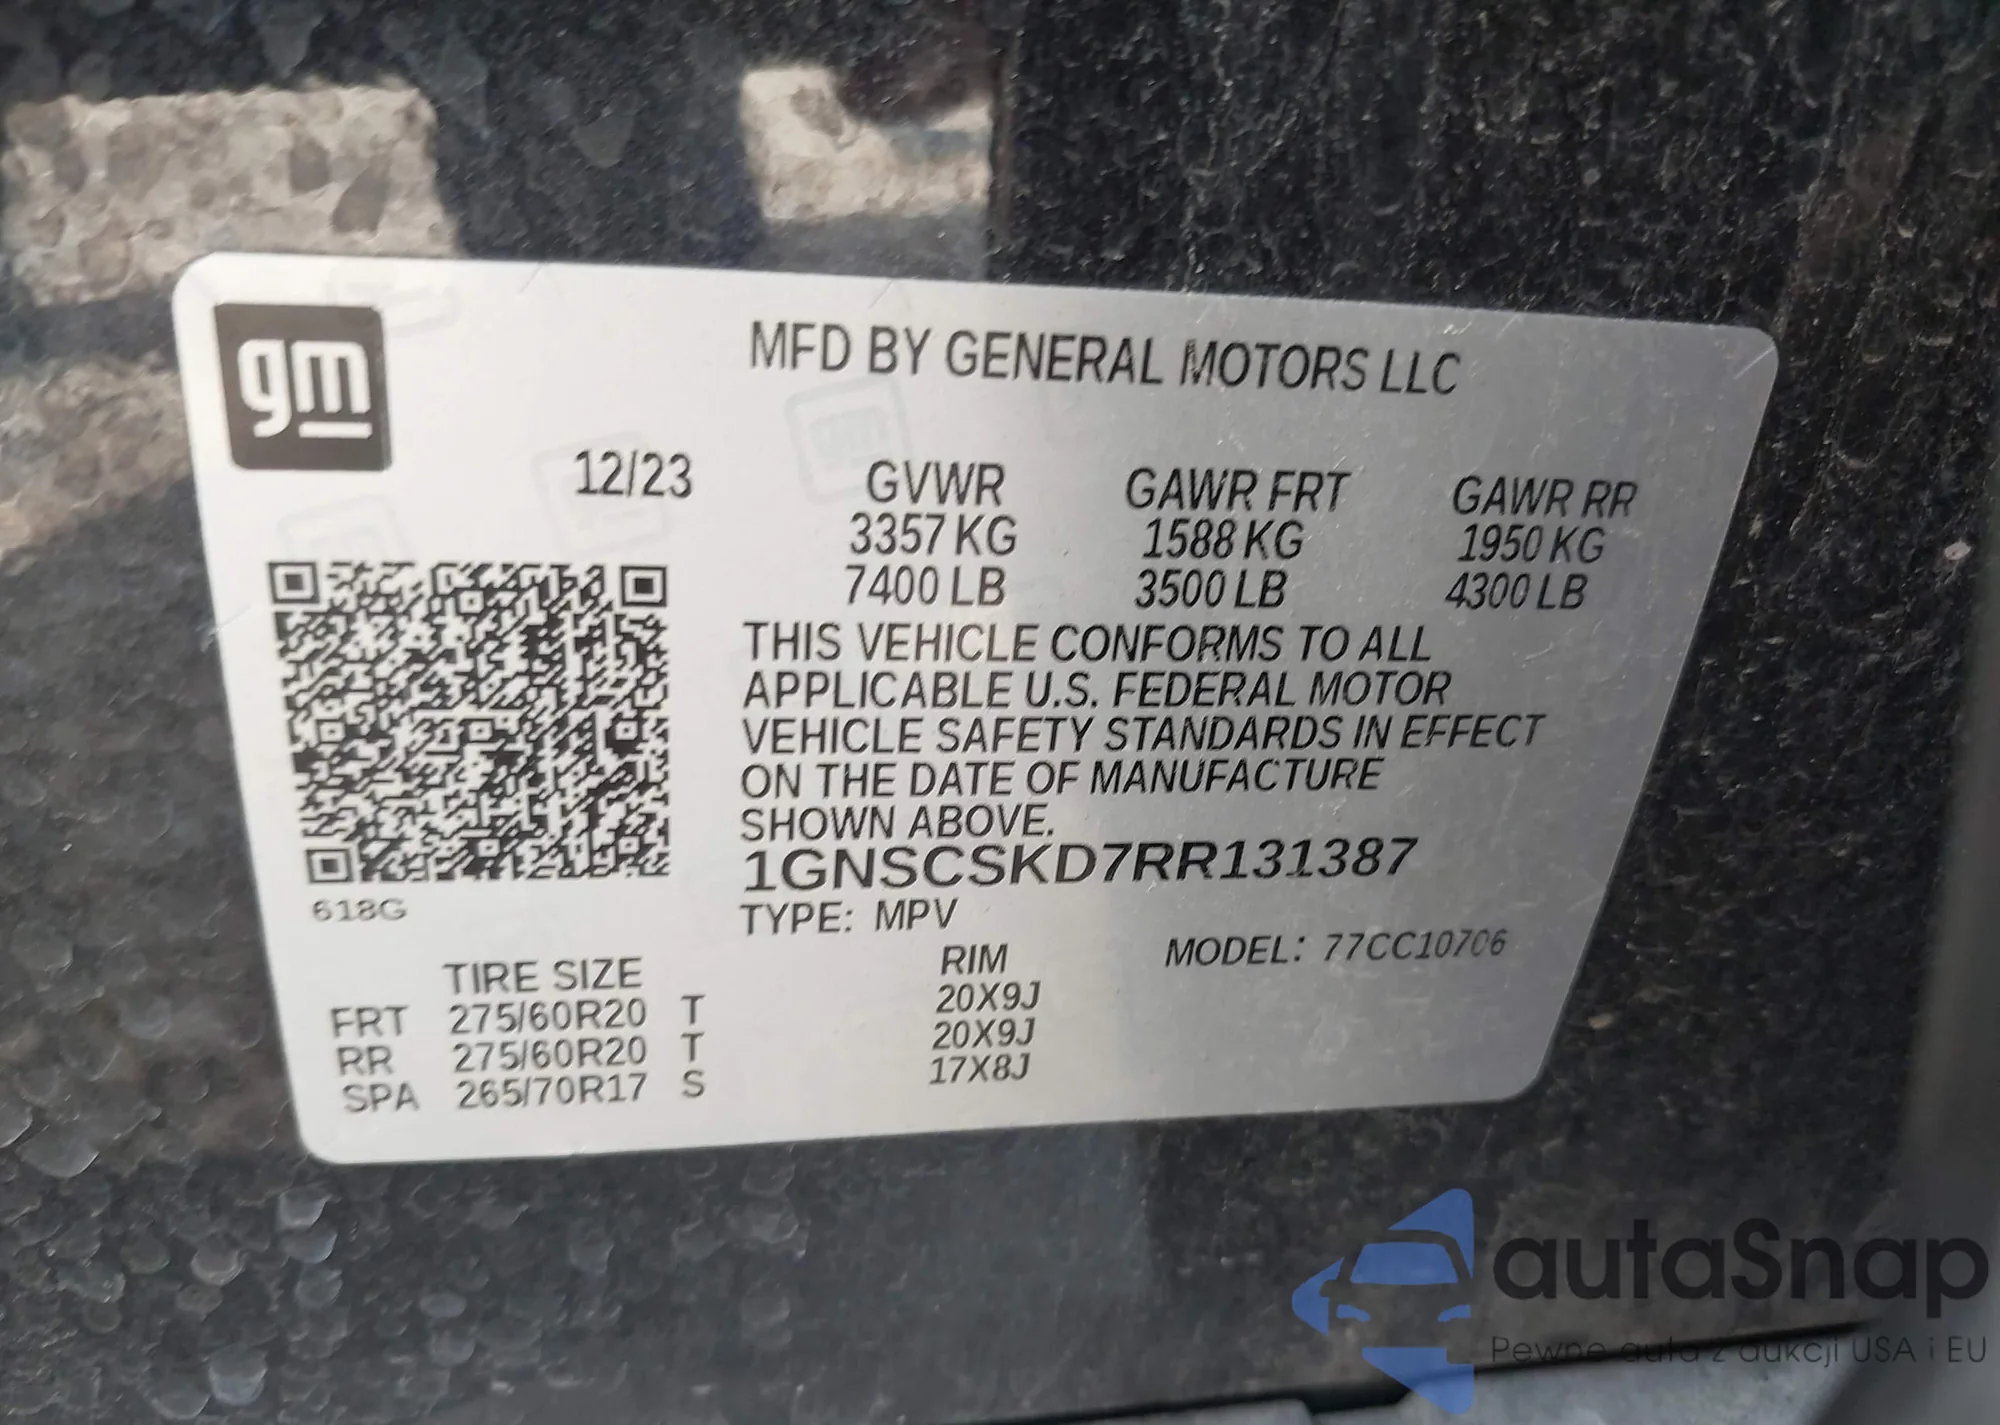 gm
MFD BY GENERAL MOTORS LLC
12/23
GVWR GAWR FRT GAWR RR
3357 KG 1588 KG 1950 KG
7400 LB 3500 LB 4300 LB
THIS VEHICLE CONFORMS TO ALL
APPLICABLE U.S. FEDERAL MOTOR
VEHICLE SAFETY STANDARDS IN EFFECT
ON THE DATE OF MANUFACTURE
SHOWN ABOVE.
1GNSCSKD7RR131387
618G
TYPE: MPV
MODEL: 77CC10706
TIRE SIZE RIM
FRT 275/60R20 T 20X9J
RR 275/60R20 T 20X9J
SPA 265/70R17 S 17X8J
autaSnap
Pewne auta z aukcji USA i EU